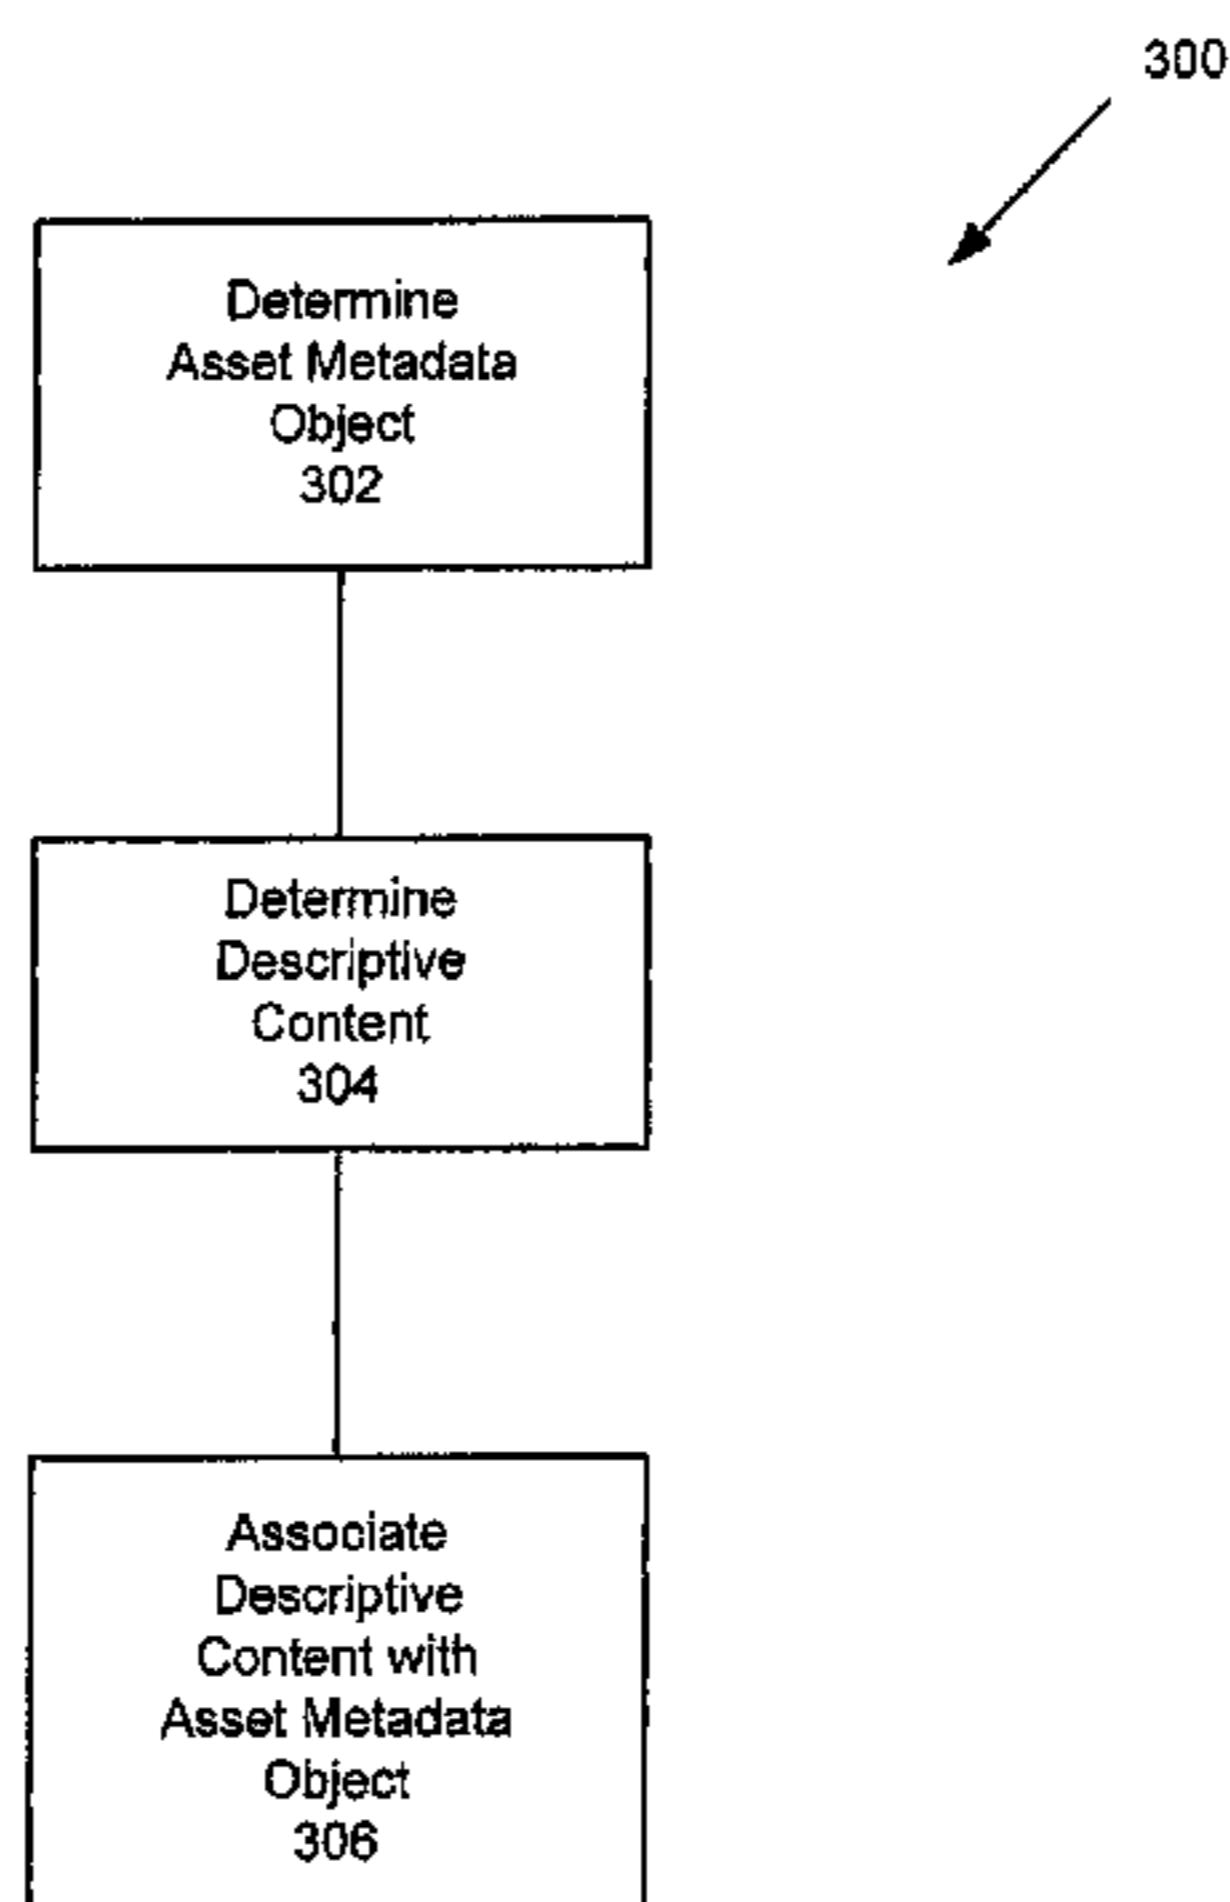 300
Determine
Asset Metadata
Object
302
Determine
Descriptive
Content
304
Associate
Descriptive
Content with
Asset Metadata
Object
306